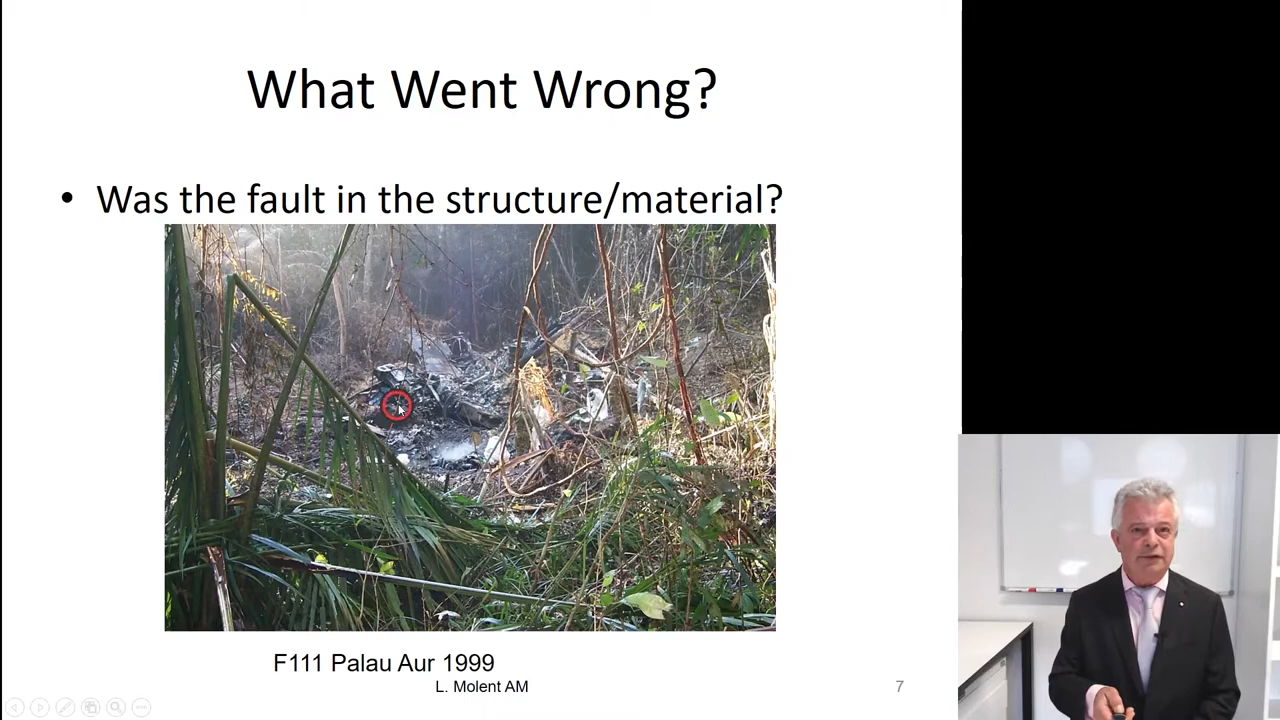 What Went Wrong?
• Was the fault in the structure/material?
F111 Palau Aur 1999
L. Molent AM
7